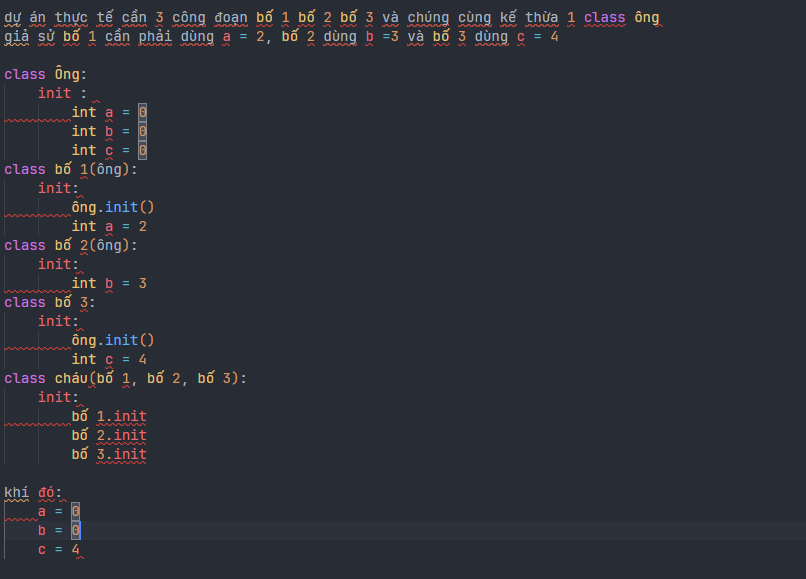 dự án thực tế cần 3 công đoạn bố 1 bố 2 bố 3 và chúng cùng kế thừa 1 class ông
giả sử bố 1 cần phải dùng a = 2, bố 2 dùng b =3 và bố 3 dùng c = 4
class Ông:
init :
int a = 0
int b = 0
int c = 0
class bố 1(ông):
init:
ông.init()
int a = 2
class bố 2(ông):
init:
int b = 3
class bố 3:
init:
ông.init()
int c = 4
class cháu(bố 1, bố 2, bố 3):
init:
bố 1.init
bố 2.init
bố 3.init
khi đó:
a = 0
b = 0
c = 4